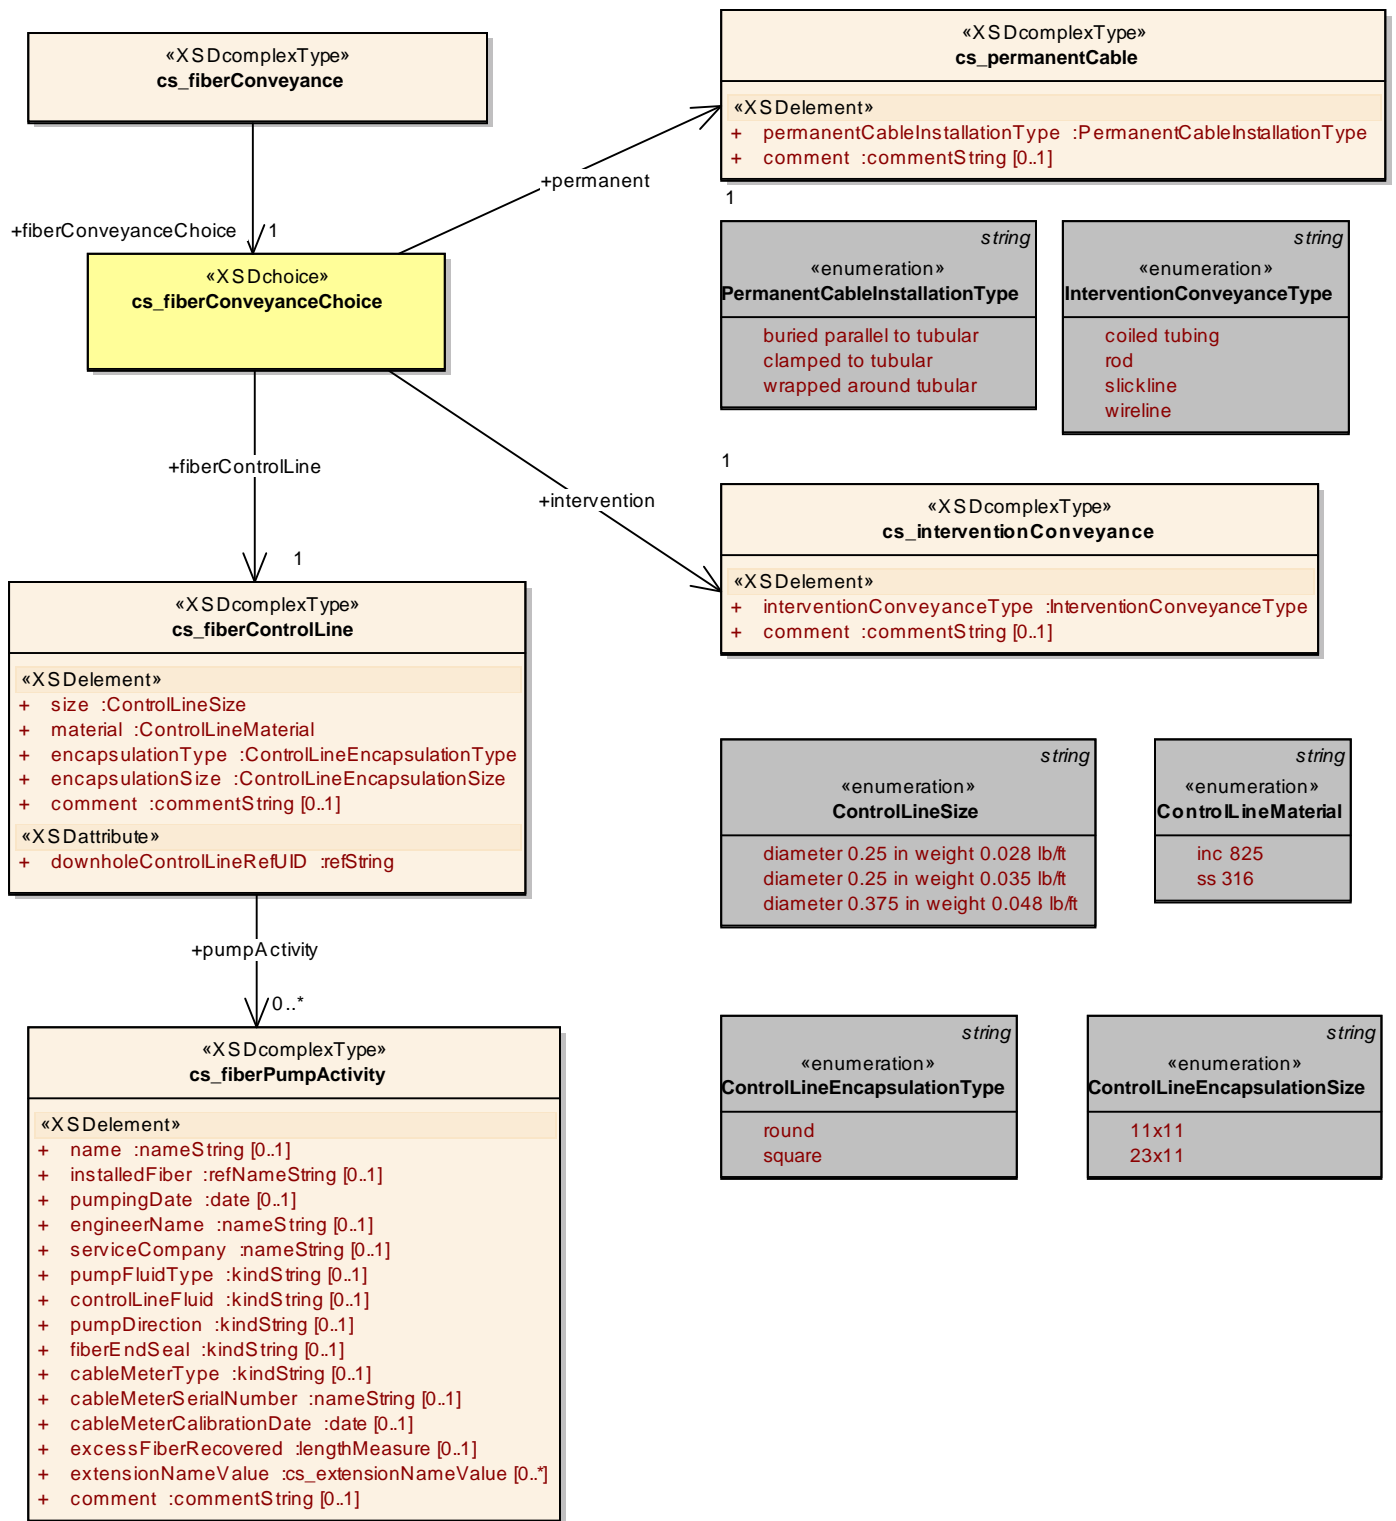 «XSDcomplexType»
cs_fiberConveyance
+fiberConveyanceChoice
1
«XSDchoice»
cs_fiberConveyanceChoice
+permanent
1
«XSDcomplexType»
cs_permanentCable
«XSDelement»
+ permanentCableInstallationType :PermanentCableInstallationType
+ comment :commentString [0..1]
string
«enumeration»
PermanentCableInstallationType
buried parallel to tubular
clamped to tubular
wrapped around tubular
string
«enumeration»
InterventionConveyanceType
coiled tubing
rod
slickline
wireline
+fiberControlLine
1
+intervention
1
«XSDcomplexType»
cs_interventionConveyance
«XSDelement»
+ interventionConveyanceType :InterventionConveyanceType
+ comment :commentString [0..1]
«XSDcomplexType»
cs_fiberControlLine
«XSDelement»
+ size :ControlLineSize
+ material :ControlLineMaterial
+ encapsulationType :ControlLineEncapsulationType
+ encapsulationSize :ControlLineEncapsulationSize
+ comment :commentString [0..1]
«XSDattribute»
+ downholeControlLineRefUID :refString
string
«enumeration»
ControlLineSize
diameter 0.25 in weight 0.028 lb/ft
diameter 0.25 in weight 0.035 lb/ft
diameter 0.375 in weight 0.048 lb/ft
string
«enumeration»
ControlLineMaterial
inc 825
ss 316
+pumpActivity
0..*
«XSDcomplexType»
cs_fiberPumpActivity
«XSDelement»
+ name :nameString [0..1]
+ installedFiber :refNameString [0..1]
+ pumpingDate :date [0..1]
+ engineerName :nameString [0..1]
+ serviceCompany :nameString [0..1]
+ pumpFluidType :kindString [0..1]
+ controlLineFluid :kindString [0..1]
+ pumpDirection :kindString [0..1]
+ fiberEndSeal :kindString [0..1]
+ cableMeterType :kindString [0..1]
+ cableMeterSerialNumber :nameString [0..1]
+ cableMeterCalibrationDate :date [0..1]
+ excessFiberRecovered :lengthMeasure [0..1]
+ extensionNameValue :cs_extensionNameValue [0..*]
+ comment :commentString [0..1]
string
«enumeration»
ControlLineEncapsulationType
round
square
string
«enumeration»
ControlLineEncapsulationSize
11x11
23x11